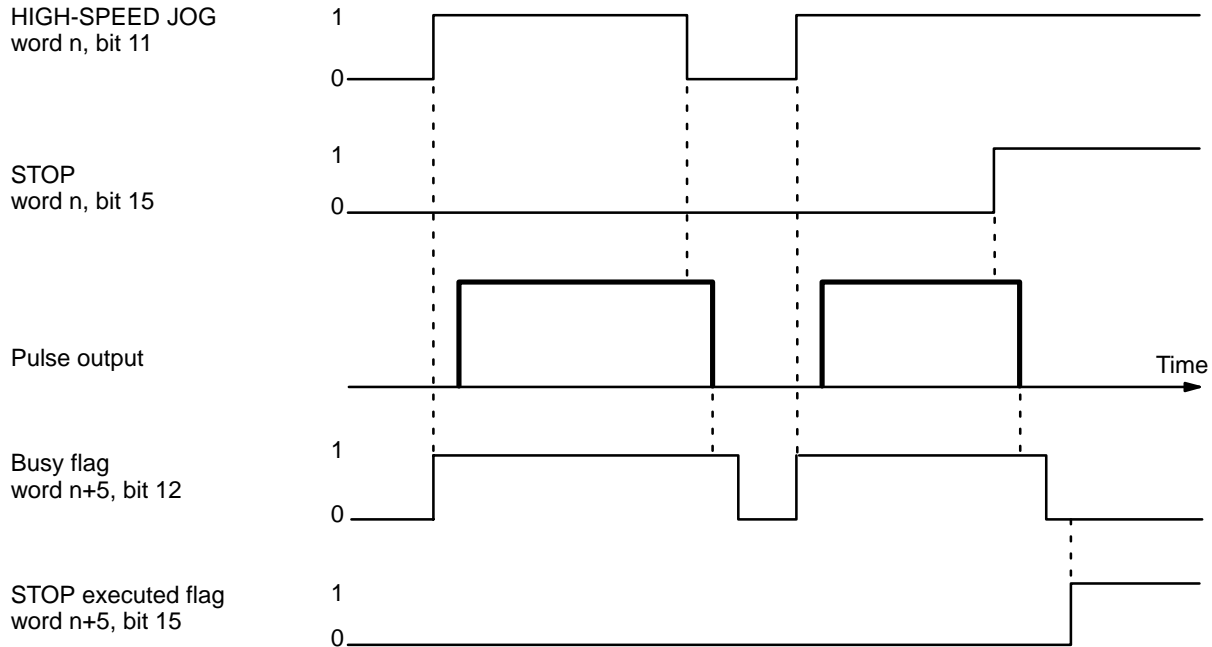 HIGH-SPEED JOG
word n, bit 11
1
0
STOP
word n, bit 15
1
0
Pulse output
Time
Busy flag
word n+5, bit 12
1
0
STOP executed flag
word n+5, bit 15
1
0